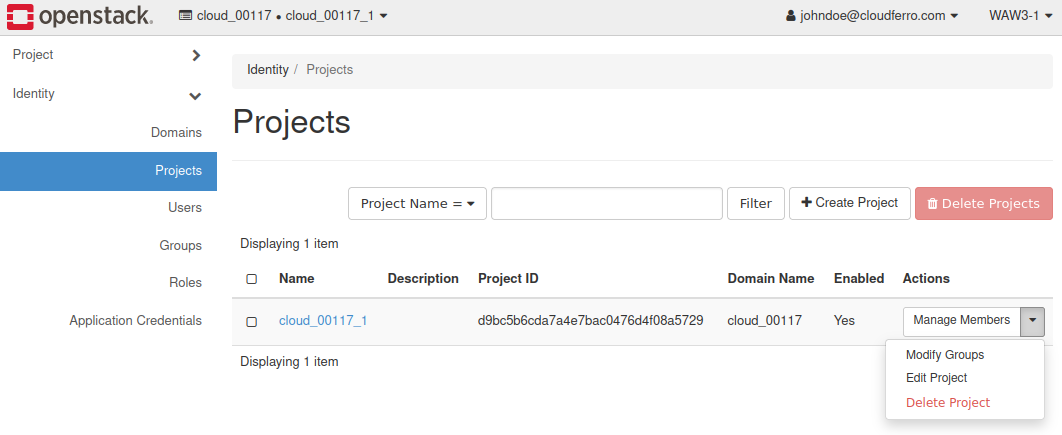 openstack. cloud_00117 • cloud_00117_1 johndoe@cloudferro.com WAW3-1
Project
Identity
Domains
Projects
Users
Groups
Roles
Application Credentials
Identity / Projects
Projects
Project Name = Filter + Create Project Delete Projects
Displaying 1 item
Name Description Project ID Domain Name Enabled Actions
cloud_00117_1 d9bc5b6cda7a4e7bac0476d4f08a5729 cloud_00117 Yes Manage Members
Displaying 1 item
Modify Groups
Edit Project
Delete Project